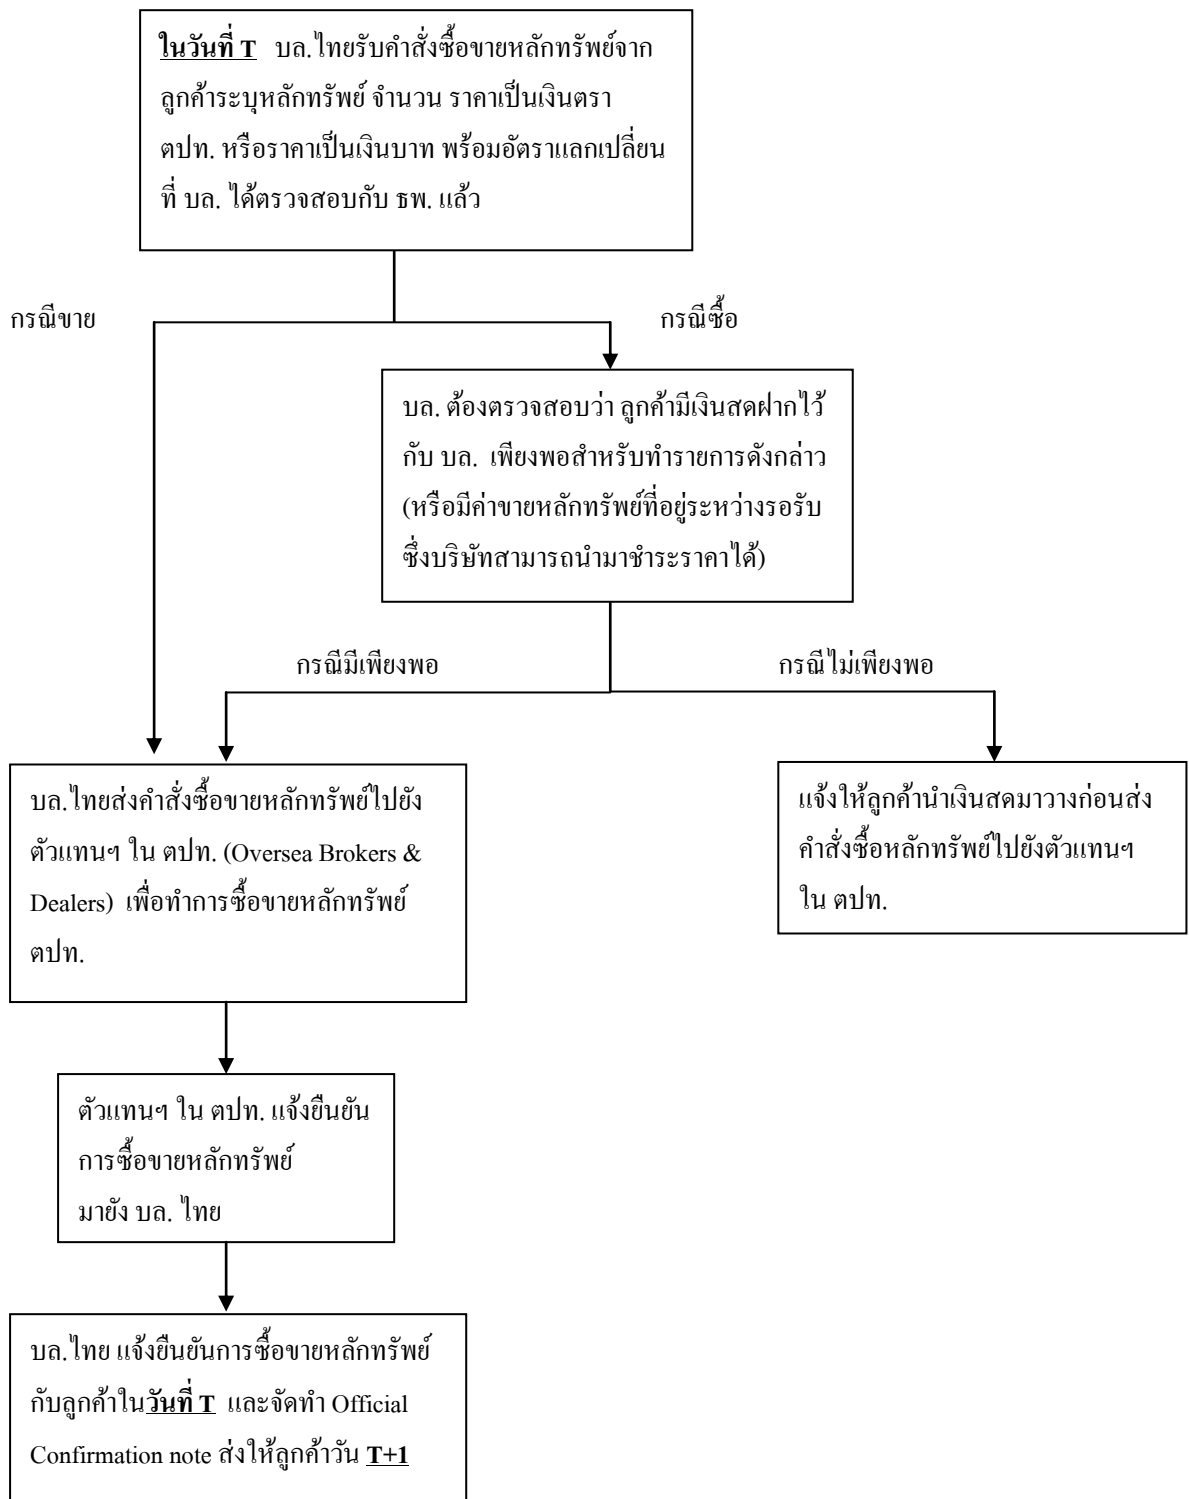 ในวันที่ T บล.ไทยรับคำสั่งซื้อขายหลักทรัพย์จาก
ลูกค้าระบุหลักทรัพย์ จำนวน ราคาเป็นเงินตรา
ตปท. หรือราคาเป็นเงินบาท พร้อมอัตราแลกเปลี่ยน
ที่ บล. ได้ตรวจสอบกับ ธพ. แล้ว
กรณีขาย
กรณีซื้อ
บล. ต้องตรวจสอบว่า ลูกค้ามีเงินสดฝากไว้
กับ บล. เพียงพอสำหรับทำรายการดังกล่าว
(หรือมีค่าขายหลักทรัพย์ที่อยู่ระหว่างรอรับ
ซึ่งบริษัทสามารถนำมาชำระราคาได้)
กรณีมีเพียงพอ
กรณีไม่เพียงพอ
บล.ไทยส่งคำสั่งซื้อขายหลักทรัพย์ไปยัง
ตัวแทนฯ ใน ตปท. (Oversea Brokers &
Dealers) เพื่อทำการซื้อขายหลักทรัพย์
ตปท.
แจ้งให้ลูกค้านำเงินสดมาวางก่อนส่ง
คำสั่งซื้อหลักทรัพย์ไปยังตัวแทนฯ
ใน ตปท.
ตัวแทนฯ ใน ตปท. แจ้งยืนยัน
การซื้อขายหลักทรัพย์
มายัง บล. ไทย
บล.ไทย แจ้งยืนยันการซื้อขายหลักทรัพย์
กับลูกค้าในวันที่ T และจัดทำ Official
Confirmation note ส่งให้ลูกค้าวัน T+1